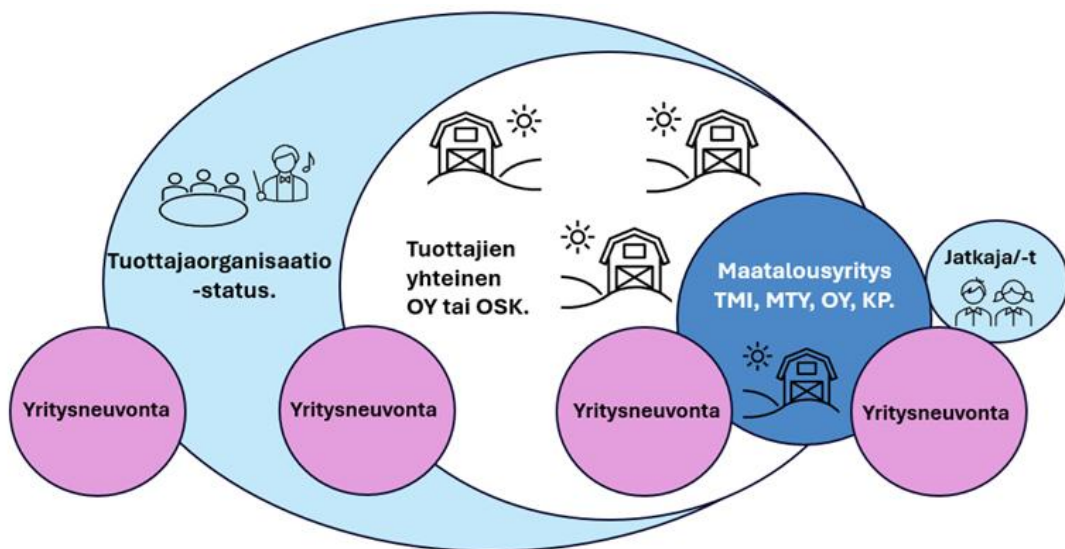 Tuottajaorganisaatio
-status.
Tuottajien
yhteinen
OY tai OSK.
Maatalousyritys
TMI, MTY, OY, KP.
Jatkaja/-t
Yritysneuvonta
Yritysneuvonta
Yritysneuvonta
Yritysneuvonta